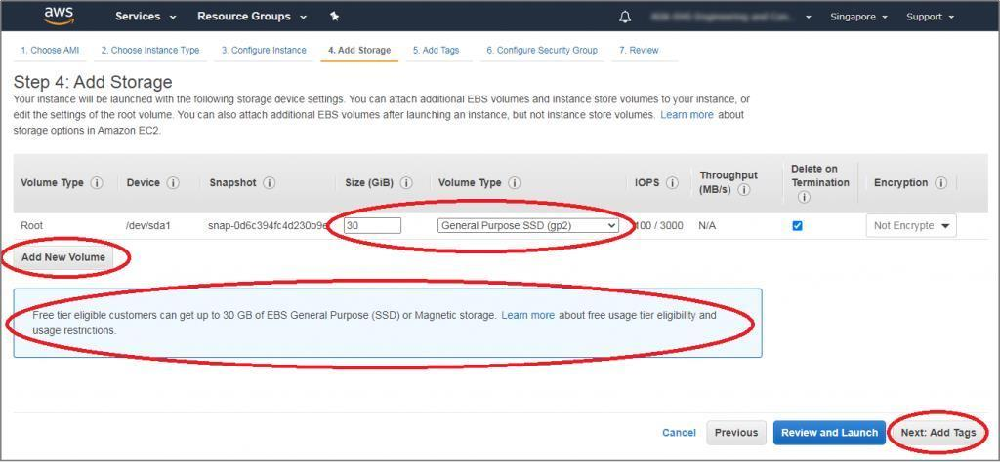 aws Services Resource Groups Singapore Support
1. Choose AMI 2. Choose Instance Type 3. Configure Instance 4. Add Storage 5. Add Tags 6. Configure Security Group 7. Review
Step 4: Add Storage
Your instance will be launched with the following storage device settings. You can attach additional EBS volumes and instance store volumes to your instance, or
edit the settings of the root volume. You can also attach additional EBS volumes after launching an instance, but not instance store volumes. Learn more about
storage options in Amazon EC2.
Volume Type i Device i Snapshot i Size (GiB) i Volume Type i IOPS i Throughput (MB/s) i Delete on Termination i Encryption i
Root /dev/sda1 snap-0d6c394fc4d230b9e 30 General Purpose SSD (gp2) 100 / 3000 N/A Not Encrypte
Add New Volume
Free tier eligible customers can get up to 30 GB of EBS General Purpose (SSD) or Magnetic storage. Learn more about free usage tier eligibility and
usage restrictions.
Cancel Previous Review and Launch Next: Add Tags